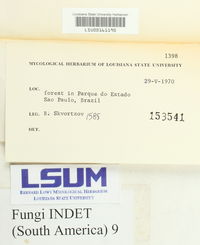 Louisiana State University Herbarium
1398
MYCOLOGICAL HERBARIUM OF LOUISIANA STATE UNIVERSITY
29-V-1970
LOC. forest in Parque do Estado
Sao Paulo, Brazil
LEG. B. Skvortzov 1585
153541
DET.
LSUM
BERNARD LOWY MYCOLOGICAL HERBARIUM
LOUISIANA STATE UNIVERSITY
Fungi INDET
(South America) 9